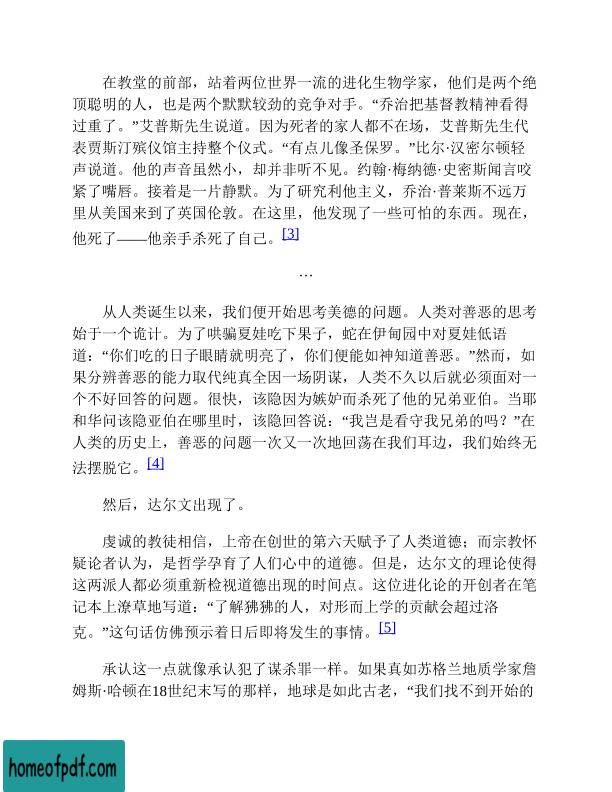 在教堂的前部，站着两位世界一流的进化生物学家，他们是两个绝
顶聪明的人，也是两个默默较劲的竞争对手。“乔治把基督教精神看得
过重了。”艾普斯先生说道。因为死者的家人都不在场，艾普斯先生代
表贾斯汀殡仪馆主持整个仪式。“有点儿像圣保罗。”比尔·汉密尔顿轻
声说道。他的声音虽然小，却并非听不见。约翰·梅纳德·史密斯闻言咬
紧了嘴唇。接着是一片静默。为了研究利他主义，乔治·普莱斯不远万
里从美国来到了英国伦敦。在这里，他发现了一些可怕的东西。现在，
他死了——他亲手杀死了自己。[3]
…
从人类诞生以来，我们便开始思考美德的问题。人类对善恶的思考
始于一个诡计。为了哄骗夏娃吃下果子，蛇在伊甸园中对夏娃低语
道：“你们吃的日子眼睛就明亮了，你们便能如神知道善恶。”然而，如
果分辨善恶的能力取代纯真全因一场阴谋，人类不久以后就必须面对一
个不好回答的问题。很快，该隐因为嫉妒而杀死了他的兄弟亚伯。当耶
和华问该隐亚伯在哪里时，该隐回答说：“我岂是看守我兄弟的吗？”在
人类的历史上，善恶的问题一次又一次地回荡在我们耳边，我们始终无
法摆脱它。[4]
然后，达尔文出现了。
虔诚的教徒相信，上帝在创世的第六天赋予了人类道德；而宗教怀
疑论者认为，是哲学孕育了人们心中的道德。但是，达尔文的理论使得
这两派人都必须重新检视道德出现的时间点。这位进化论的开创者在笔
记本上潦草地写道：“了解狒狒的人，对形而上学的贡献会超过洛
克。”这句话仿佛预示着日后即将发生的事情。[5]
承认这一点就像承认犯了谋杀罪一样。如果真如苏格兰地质学家詹
姆斯·哈顿在18世纪末写的那样，地球是如此古老，“我们找不到开始的
homeofpdf.com